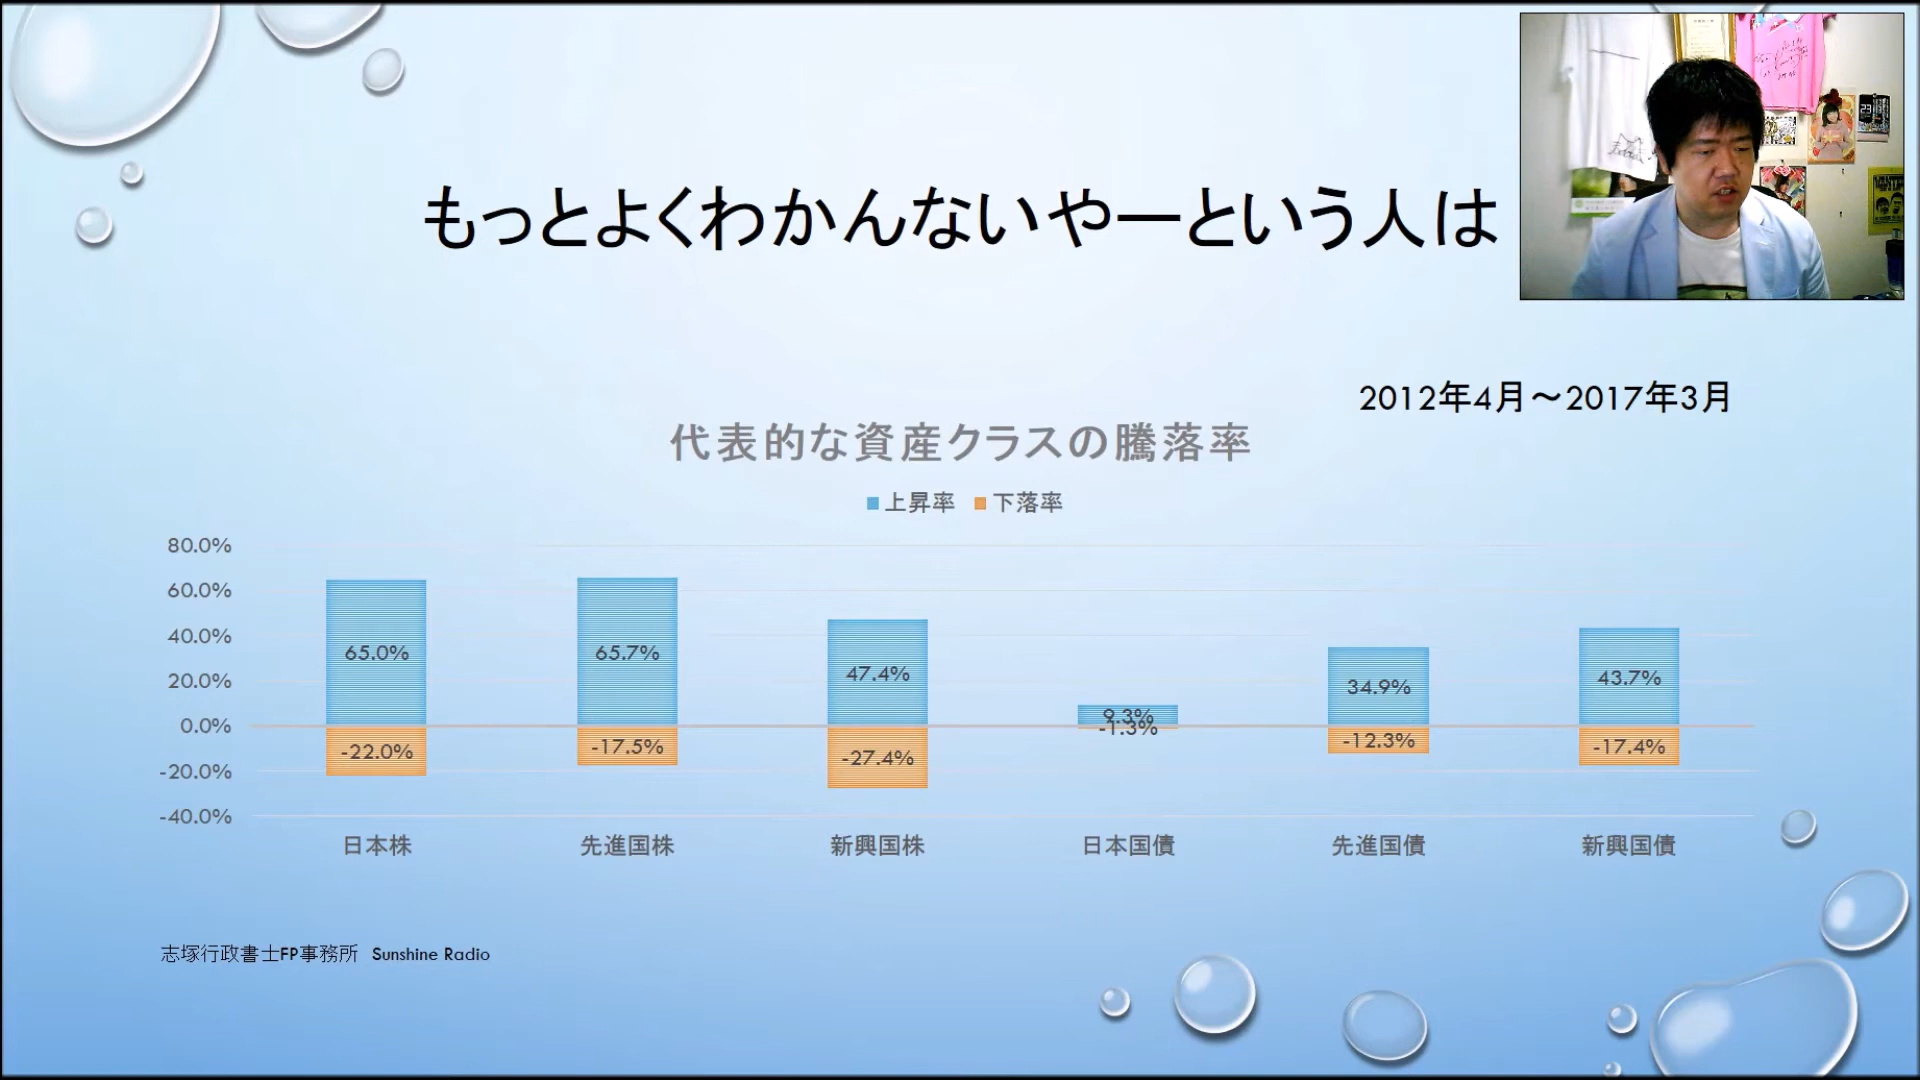 もっとよくわかんないやーという人は
2012年4月～2017年3月
代表的な資産クラスの騰落率
上昇率 下落率
80.0%
60.0%
40.0%
20.0%
0.0%
-20.0%
-40.0%
65.0% 65.7% 47.4% 9.3% 34.9% 43.7%
-22.0% -17.5% -27.4% -1.3% -12.3% -17.4%
日本株 先進国株 新興国株 日本国債 先進国債 新興国債
志塚行政書士FP事務所 Sunshine Radio
23